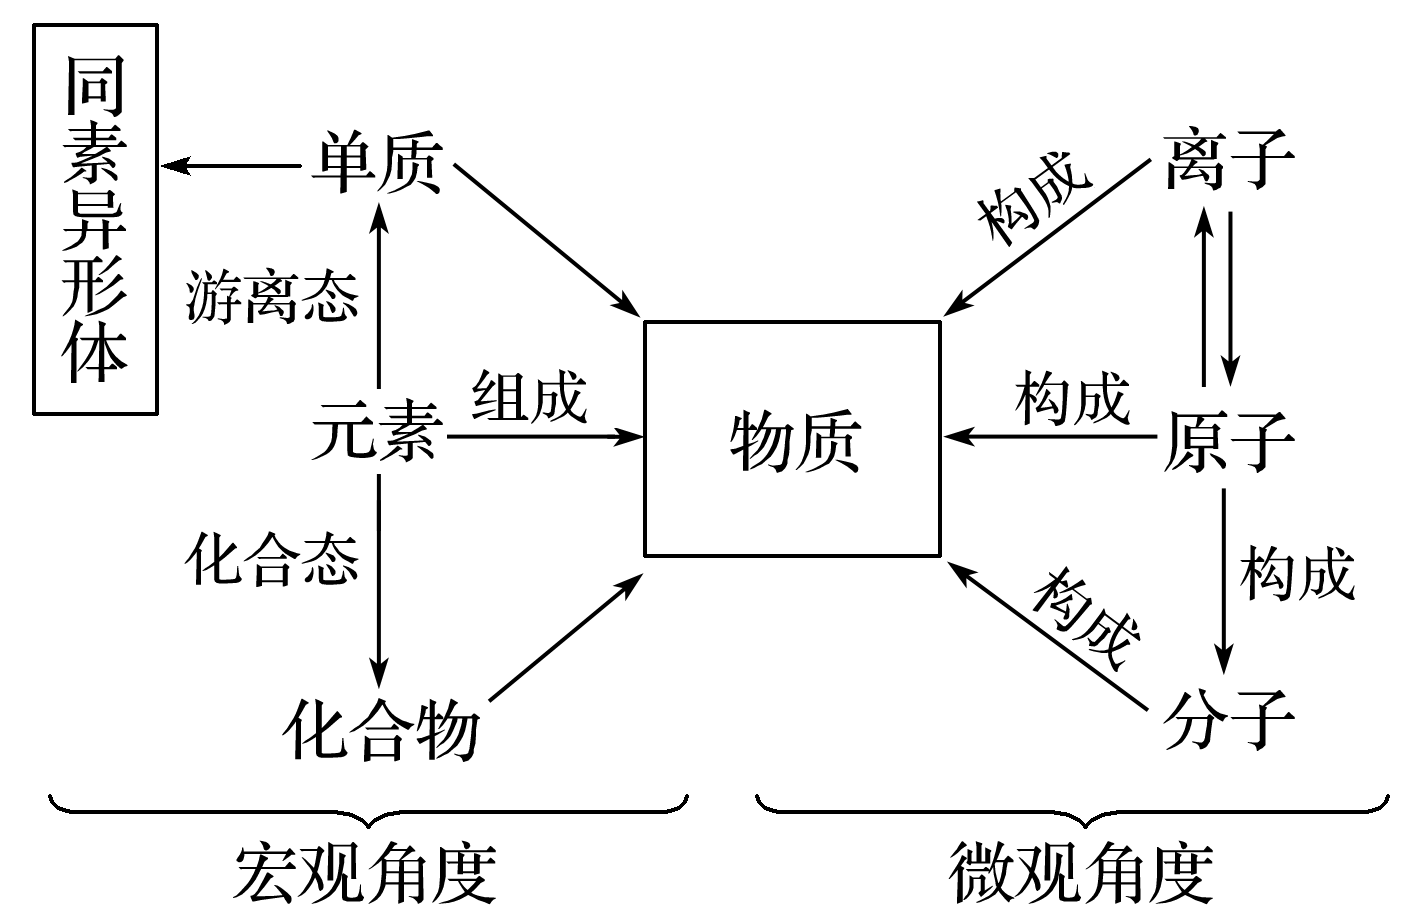 同素异形体
单质
游离态
元素
组成
化合态
化合物
物质
构成
离子
构成
原子
构成
构成
分子
宏观角度
微观角度